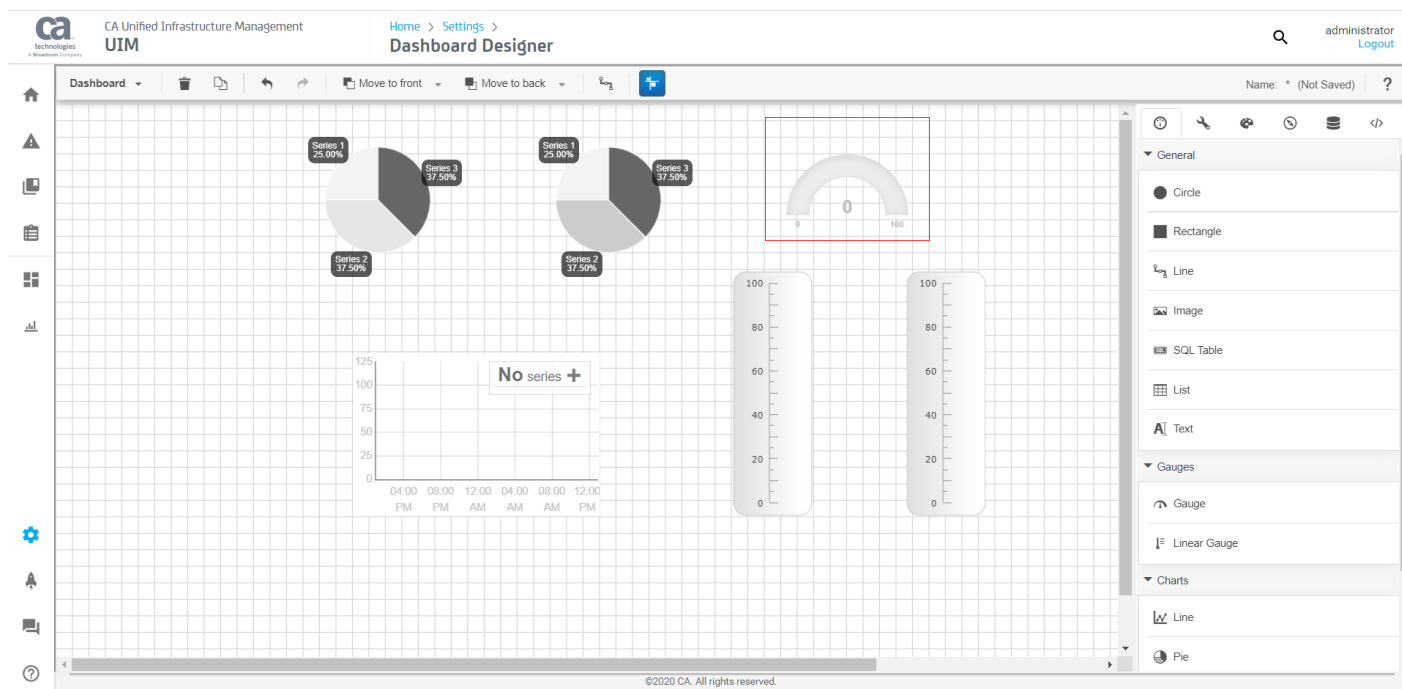 ca
technologies
A Broadcom Company
CA Unified Infrastructure Management
UIM
Home > Settings >
Dashboard Designer
administrator
Logout
Dashboard
Move to front
Move to back
Name: * (Not Saved)
?
General
Circle
Rectangle
Line
Image
SQL Table
List
Text
Gauges
Gauge
Linear Gauge
Charts
Line
Pie
Series 1
25.00%
Series 3
37.50%
Series 2
37.50%
Series 1
25.00%
Series 3
37.50%
Series 2
37.50%
0
0 100
100
80
60
40
20
0
100
80
60
40
20
0
125
100
75
50
25
0
No series +
04:00 08:00 12:00 04:00 08:00 12:00
PM PM AM AM AM PM
©2020 CA. All rights reserved.